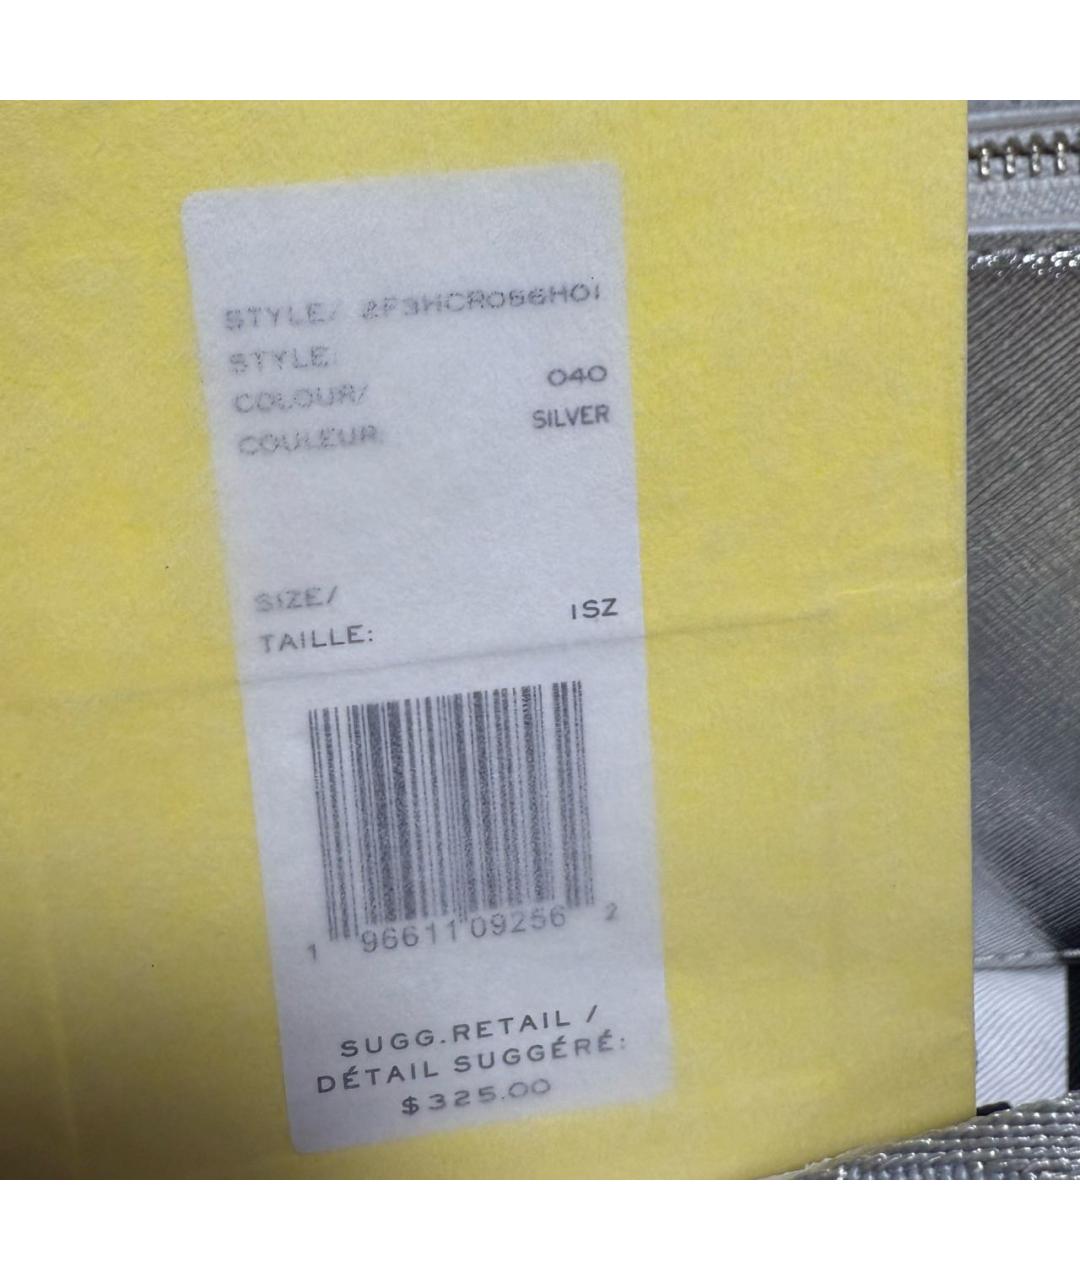 STYLE/ 2F3HCR056H01
STYLE:
COLOUR/ 040
COULEUR: SILVER
SIZE/
TAILLE: 1SZ
1 96611 09256 2
SUGG.RETAIL /
DÉTAIL SUGGÉRÉ:
$325.00